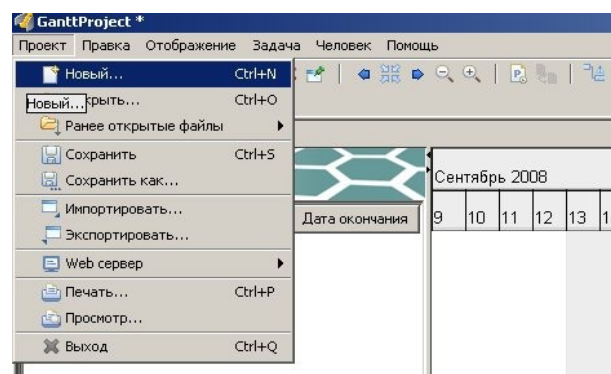 GanttProject *
Проект Правка Отображение Задача Человек Помощь
Новый... Ctrl+N
Новый... крыть... Ctrl+O
Ранее открытые файлы
Сохранить Ctrl+S
Сохранить как...
Импортировать...
Экспортировать...
Web сервер
Печать... Ctrl+P
Просмотр...
Выход Ctrl+Q
Сентябрь 2008
Дата окончания
9 10 11 12 13 1